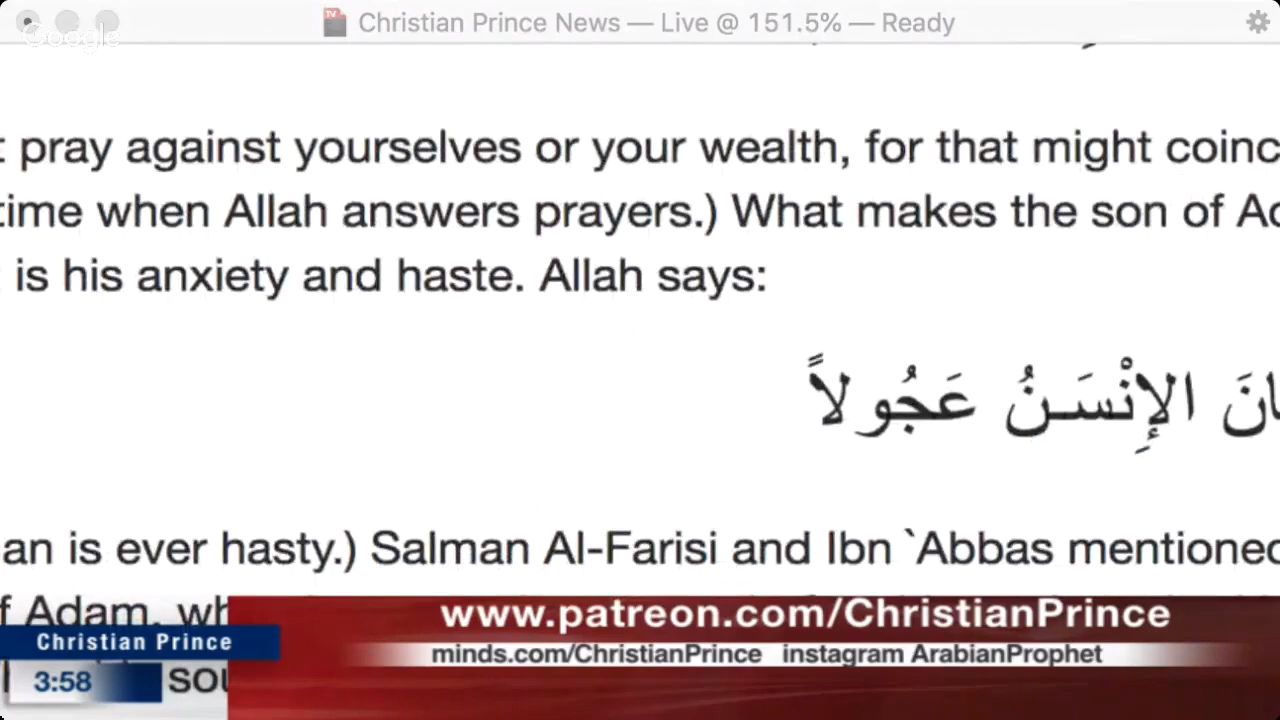 Christian Prince News — Live @ 151.5% — Ready
Google
pray against yourselves or your wealth, for that might
time when Allah answers prayers.) What makes the son of
is his anxiety and haste. Allah says:
الإِنْسَـنُ عَجُولاً
an is ever hasty.) Salman Al-Farisi and Ibn `Abbas mentioned
f Adam,
www.patreon.com/ChristianPrince
Christian Prince
minds.com/ChristianPrince instagram ArabianProphet
3:58